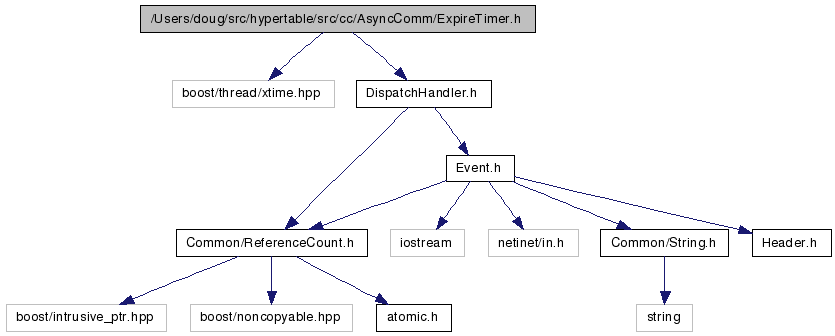 /Users/doug/src/hypertable/src/cc/AsyncComm/ExpireTimer.h
boost/thread/xtime.hpp
DispatchHandler.h
Event.h
Common/ReferenceCount.h
iostream
netinet/in.h
Common/String.h
Header.h
boost/intrusive_ptr.hpp
boost/noncopyable.hpp
atomic.h
string